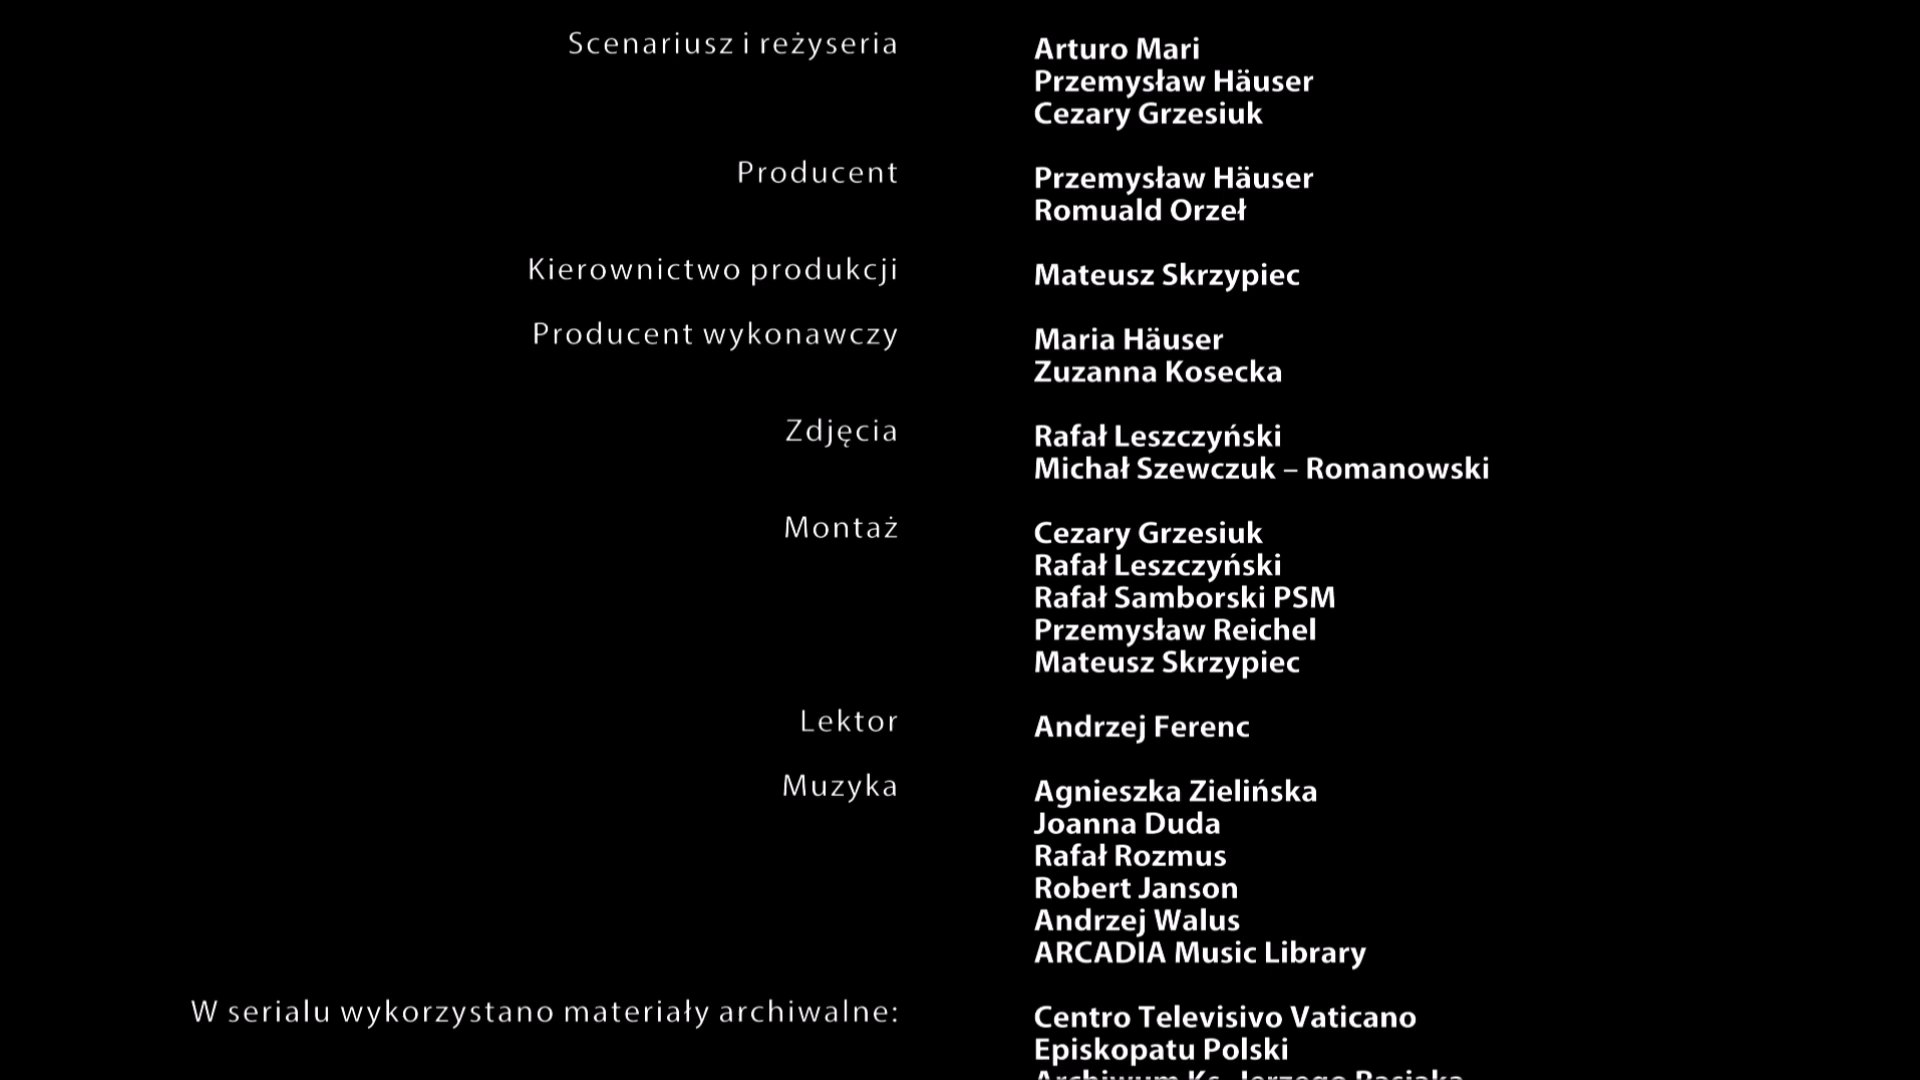 Scenariusz i reżyseria
Arturo Mari
Przemysław Häuser
Cezary Grzesiuk
Producent
Przemysław Häuser
Romuald Orzeł
Kierownictwo produkcji
Mateusz Skrzypiec
Producent wykonawczy
Maria Häuser
Zuzanna Kosecka
Zdjęcia
Rafał Leszczyński
Michał Szewczuk – Romanowski
Montaż
Cezary Grzesiuk
Rafał Leszczyński
Rafał Samborski PSM
Przemysław Reichel
Mateusz Skrzypiec
Lektor
Andrzej Ferenc
Muzyka
Agnieszka Zielińska
Joanna Duda
Rafał Rozmus
Robert Janson
Andrzej Walus
ARCADIA Music Library
W serialu wykorzystano materiały archiwalne:
Centro Televisivo Vaticano
Episkopatu Polski
Archiwum Ks. Jerzego